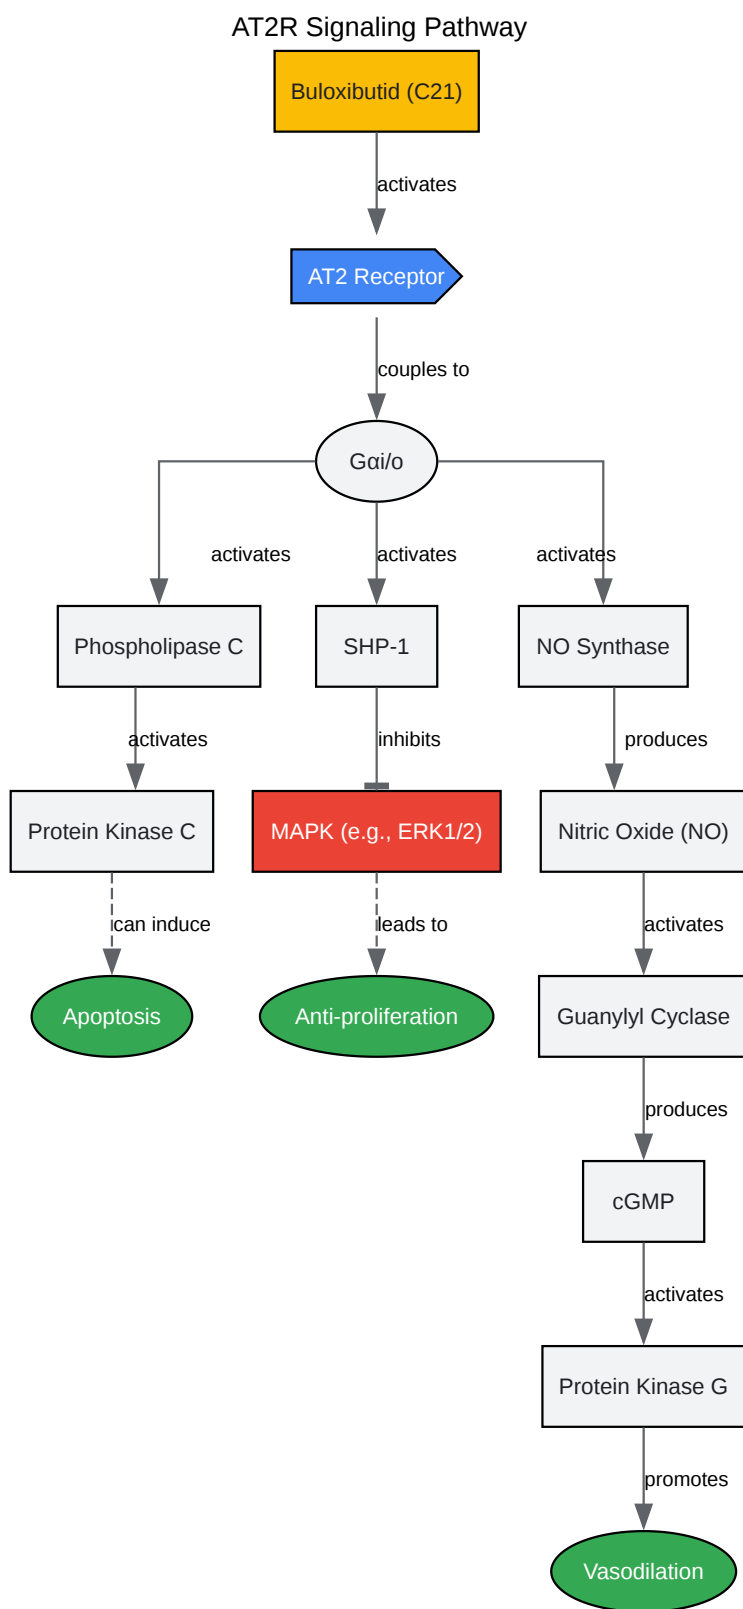 AT2R Signaling Pathway
Buloxibutid (C21)
activates
AT2 Receptor
couples to
Gαi/o
activates
activates
activates
Phospholipase C
SHP-1
NO Synthase
activates
inhibits
produces
Protein Kinase C
MAPK (e.g., ERK1/2)
Nitric Oxide (NO)
can induce
leads to
activates
Apoptosis
Anti-proliferation
Guanylyl Cyclase
produces
cGMP
activates
Protein Kinase G
promotes
Vasodilation